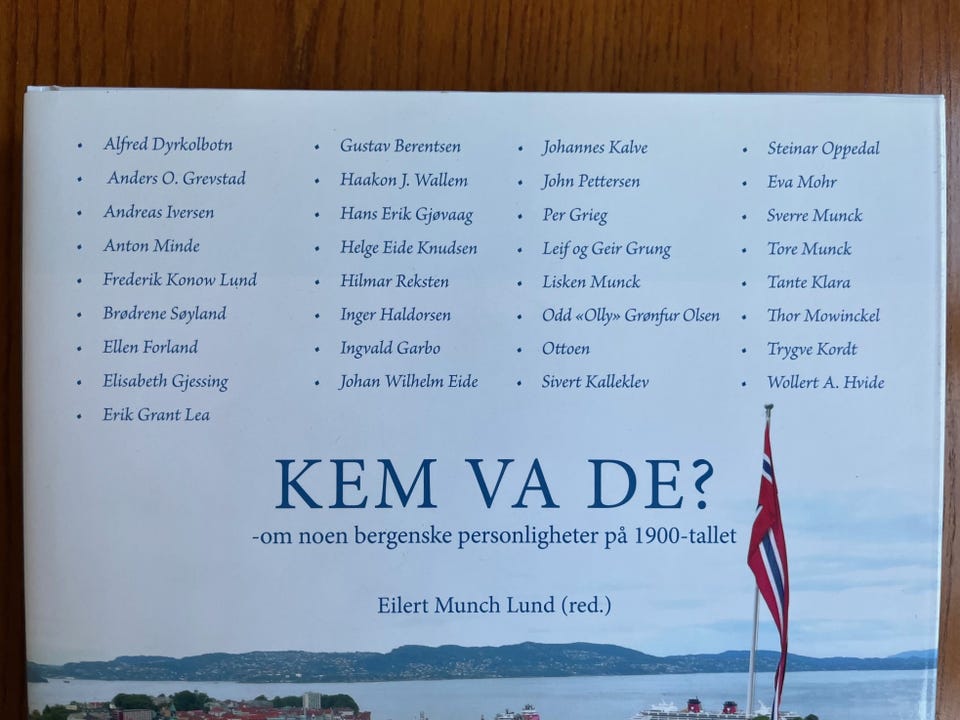 • Alfred Dyrkolbotn
• Anders O. Grevstad
• Andreas Iversen
• Anton Minde
• Frederik Konow Lund
• Brødrene Søyland
• Ellen Forland
• Elisabeth Gjessing
• Erik Grant Lea
• Gustav Berentsen
• Haakon J. Wallem
• Hans Erik Gjøvaag
• Helge Eide Knudsen
• Hilmar Reksten
• Inger Haldorsen
• Ingvald Garbo
• Johan Wilhelm Eide
• Johannes Kalve
• John Pettersen
• Per Grieg
• Leif og Geir Grung
• Lisken Munck
• Odd «Olly» Grønfur Olsen
• Ottoen
• Sivert Kalleklev
• Steinar Oppedal
• Eva Mohr
• Sverre Munck
• Tore Munck
• Tante Klara
• Thor Mowinckel
• Trygve Kordt
• Wollert A. Hvide
KEM VA DE?
-om noen bergenske personligheter på 1900-tallet
Eilert Munch Lund (red.)